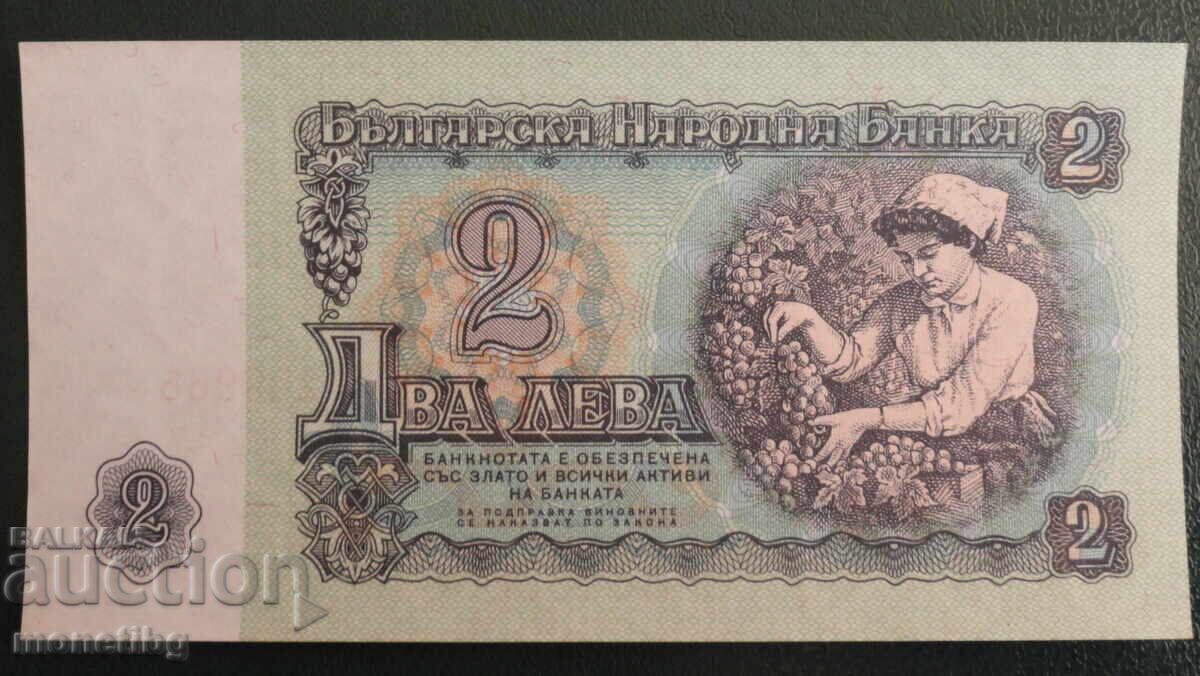 Българска Народна Банка
2
2
Два лева
БАНКНОТАТА Е ОБЕЗПЕЧЕНА
СЪС ЗЛАТО И ВСИЧКИ АКТИВИ
НА БАНКАТА
ЗА ПОДПРАВКА ВИНОВНИТЕ
СЕ НАКАЗВАТ ПО ЗАКОНА
2
2
BALKAN
auction
monetibg